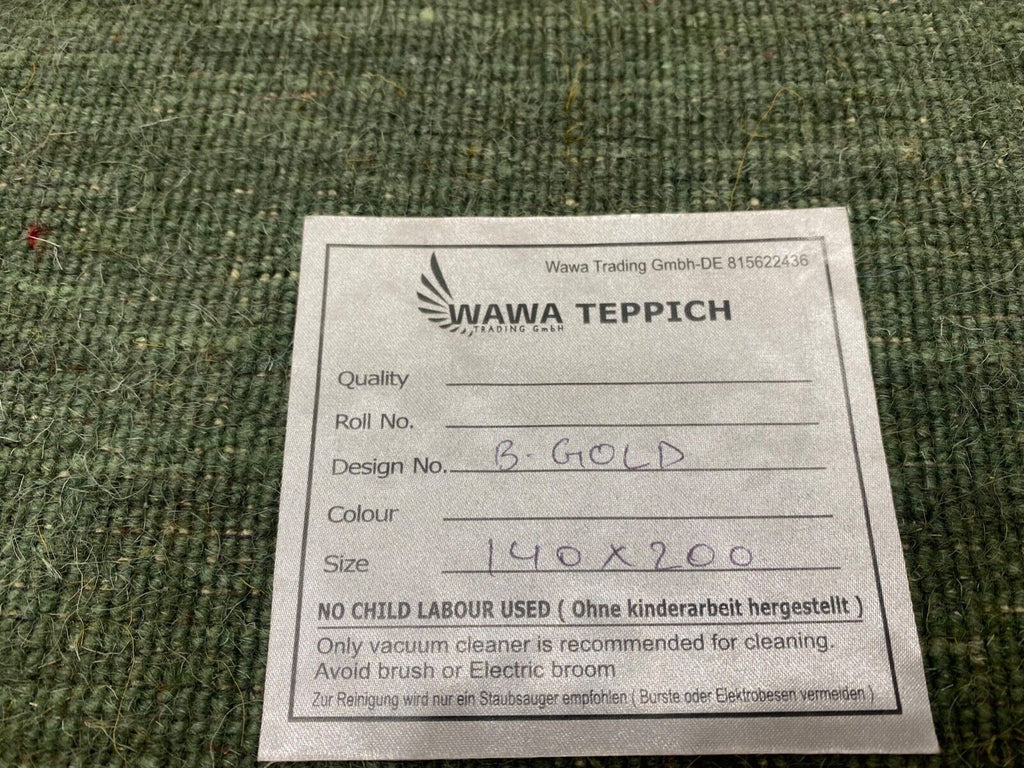 Wawa Trading Gmbh-DE 815622436
WAWA TEPPICH
TRADING GmbH
Quality
Roll No.
Design No. B-GOLD
Colour
Size 140X200
NO CHILD LABOUR USED ( Ohne kinderarbeit hergestellt )
Only vacuum cleaner is recommended for cleaning.
Avoid brush or Electric broom
Zur Reinigung wird nur ein Staubsauger empfohlen ( Burste oder Elektrobesen vermeiden )